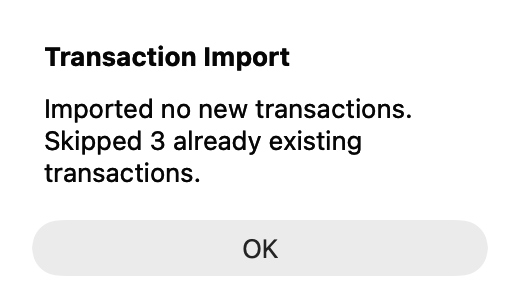 Transaction Import
Imported no new transactions.
Skipped 3 already existing
transactions.
OK